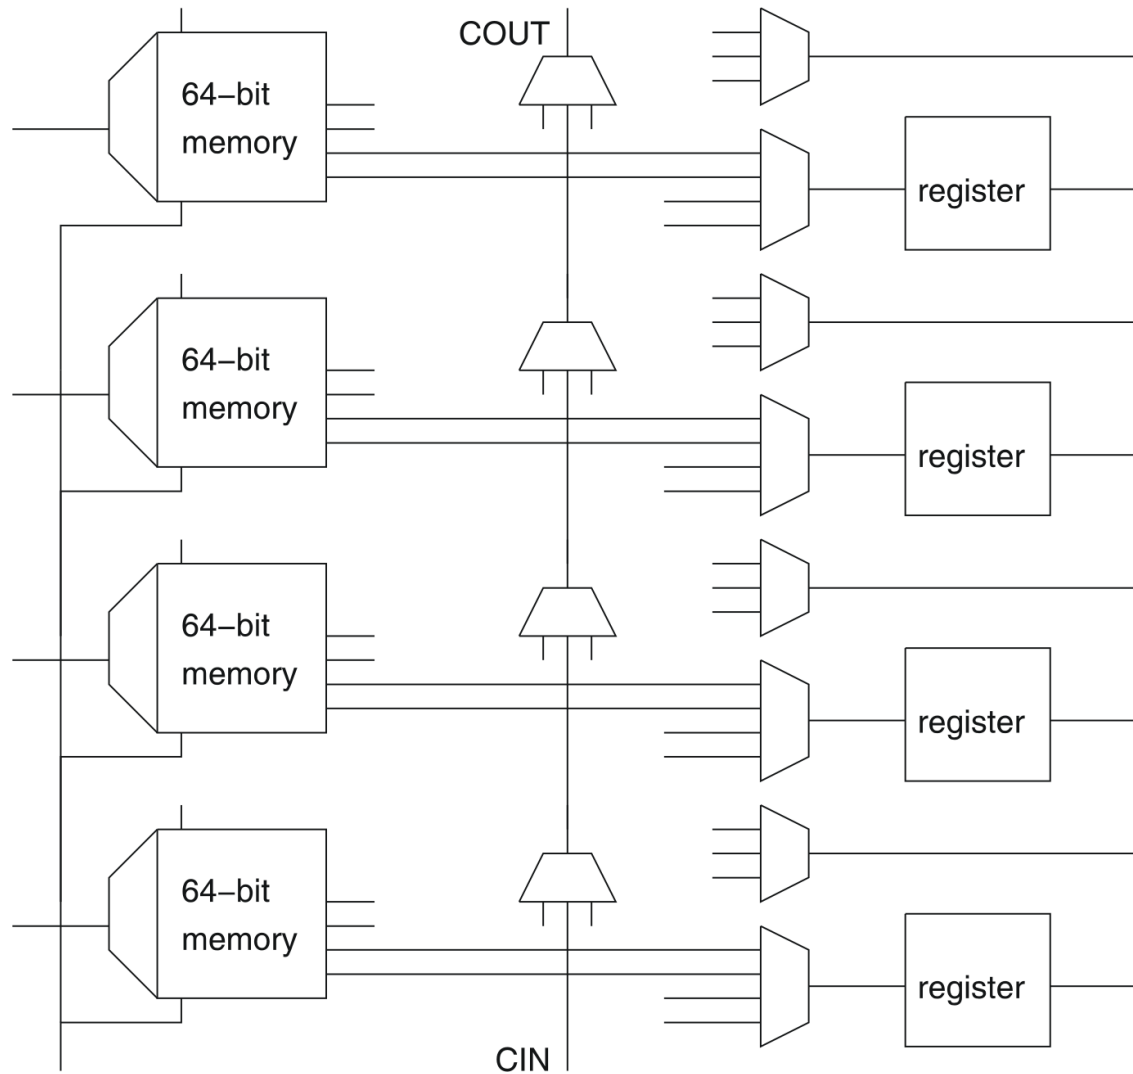 COUT
64–bit
memory
register
64–bit
memory
register
64–bit
memory
register
64–bit
memory
register
CIN